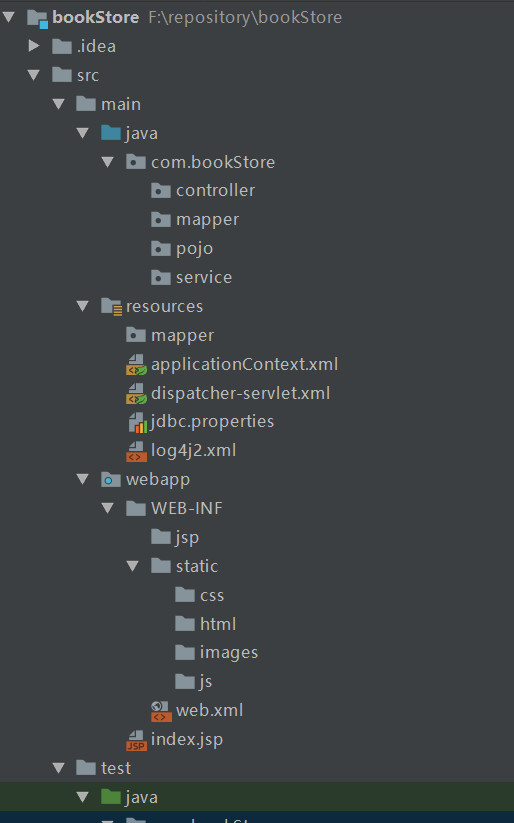 bookStore F:\repository\bookStore
.idea
src
main
java
com.bookStore
controller
mapper
pojo
service
resources
mapper
applicationContext.xml
dispatcher-servlet.xml
jdbc.properties
log4j2.xml
webapp
WEB-INF
jsp
static
css
html
images
js
web.xml
JSP index.jsp
test
java